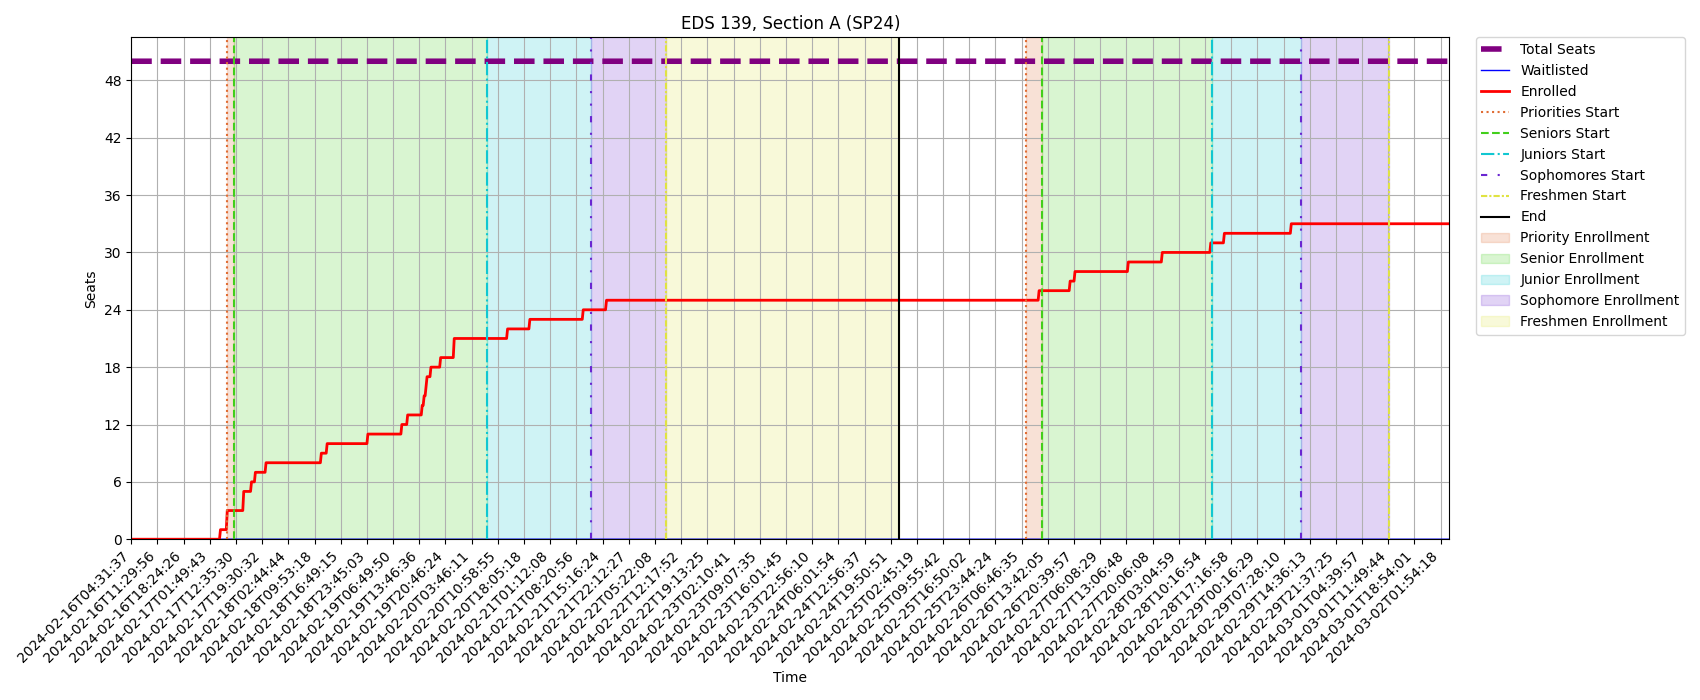 EDS 139, Section A (SP24)
Seats
48
42
36
30
24
18
12
6
0
2024-02-16T04:31:37
2024-02-16T11:29:56
2024-02-16T18:24:26
2024-02-17T01:49:43
2024-02-17T12:35:30
2024-02-17T19:30:32
2024-02-18T02:44:44
2024-02-18T09:53:18
2024-02-18T16:49:15
2024-02-18T23:45:03
2024-02-19T06:49:50
2024-02-19T13:46:36
2024-02-19T20:46:24
2024-02-20T03:46:11
2024-02-20T10:58:55
2024-02-20T18:05:18
2024-02-21T01:12:08
2024-02-21T08:20:56
2024-02-21T15:16:24
2024-02-21T22:12:27
2024-02-22T05:22:08
2024-02-22T12:17:52
2024-02-22T19:13:25
2024-02-23T02:10:41
2024-02-23T09:07:35
2024-02-23T16:01:45
2024-02-23T22:56:10
2024-02-24T06:01:54
2024-02-24T12:56:37
2024-02-24T19:50:51
2024-02-25T02:45:19
2024-02-25T09:55:42
2024-02-25T16:50:02
2024-02-25T23:44:24
2024-02-26T06:46:35
2024-02-26T13:42:05
2024-02-26T20:39:57
2024-02-27T06:08:29
2024-02-27T13:06:48
2024-02-27T20:06:08
2024-02-28T03:04:59
2024-02-28T10:16:54
2024-02-28T17:16:58
2024-02-29T00:16:29
2024-02-29T07:28:10
2024-02-29T14:36:13
2024-02-29T21:37:25
2024-03-01T04:39:57
2024-03-01T11:49:44
2024-03-01T18:54:01
2024-03-02T01:54:18
Time
Total Seats
Waitlisted
Enrolled
Priorities Start
Seniors Start
Juniors Start
Sophomores Start
Freshmen Start
End
Priority Enrollment
Senior Enrollment
Junior Enrollment
Sophomore Enrollment
Freshmen Enrollment